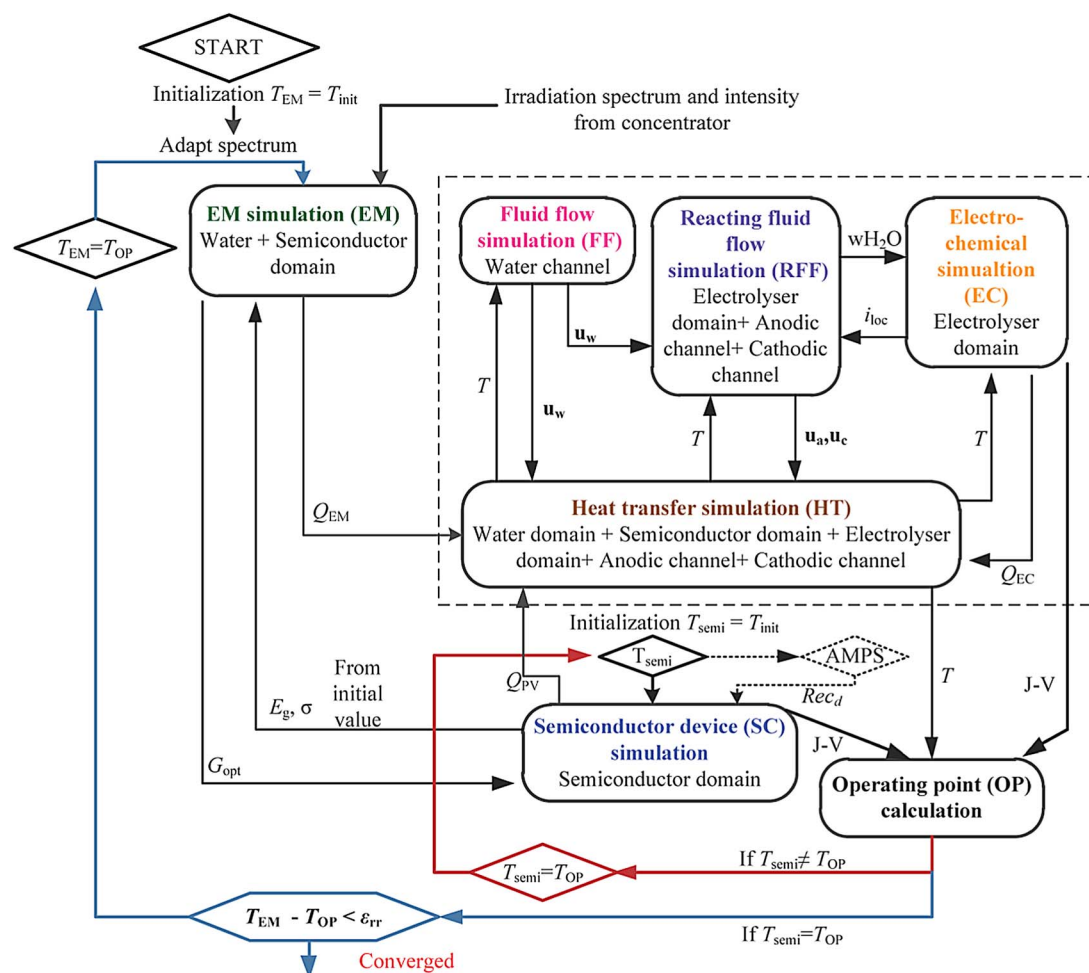 START
Initialization T_EM = T_init
Irradiation spectrum and intensity
from concentrator
Adapt spectrum
EM simulation (EM)
Water + Semiconductor
domain
T_EM=T_OP
Fluid flow
simulation (FF)
Water channel
Reacting fluid
flow
simulation (RFF)
Electrolyser
domain+ Anodic
channel+ Cathodic
channel
wH₂O
i_loc
Electro-
chemical
simualtion
(EC)
Electrolyser
domain
u_w
T
u_w
T
u_a,u_c
T
Q_EM
Heat transfer simulation (HT)
Water domain + Semiconductor domain + Electrolyser
domain+ Anodic channel+ Cathodic channel
Q_EC
Initialization T_semi = T_init
T_semi
AMPS
Q_PV
Rec_d
T
J-V
From
initial
value
E_g, σ
Semiconductor device (SC)
simulation
Semiconductor domain
J-V
G_opt
Operating point (OP)
calculation
If T_semi≠ T_OP
T_semi=T_OP
T_EM - T_OP < ε_rr
If T_semi=T_OP
Converged